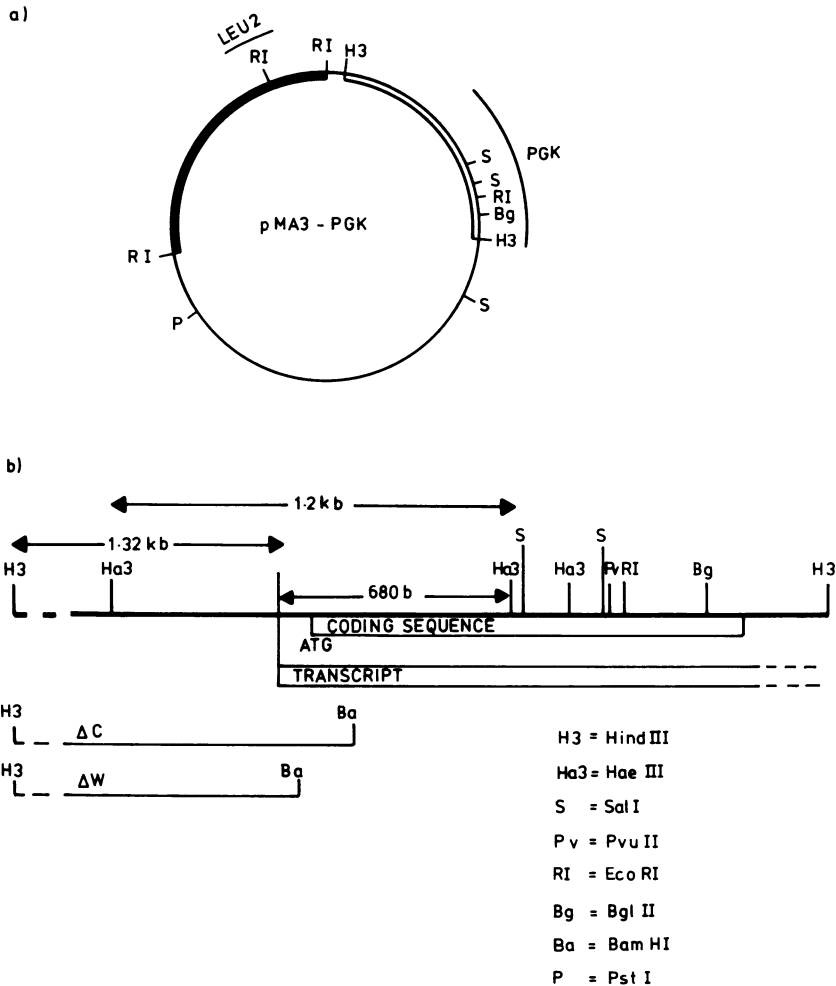 a)
LEU2
RI
RI
H3
S
S
RI
Bg
H3
PGK
pMA3 - PGK
RI
P
S
b)
1·2 kb
1·32 kb
S
S
H3
Ha3
680 b
Ha3
Ha3
Pv
RI
Bg
H3
CODING SEQUENCE
ATG
TRANSCRIPT
H3
ΔC
Ba
H3
ΔW
Ba
H3 = Hind III
Ha3 = Hae III
S = Sal I
Pv = Pvu II
RI = Eco RI
Bg = Bgl II
Ba = Bam HI
P = Pst I